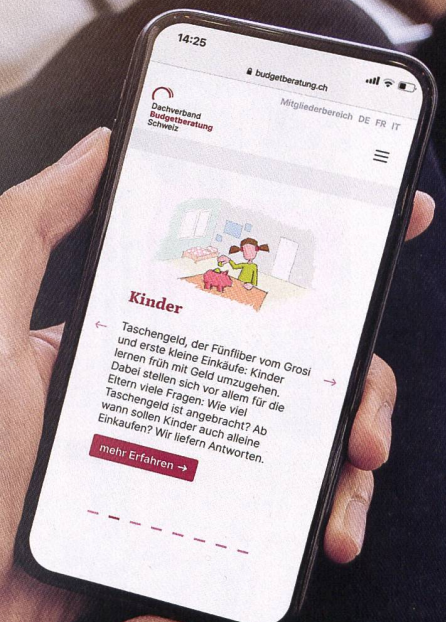 14:25
budgetberatung.ch
Mitgliederbereich DE FR IT
Dachverband
Budgetberatung
Schweiz
Kinder
Taschengeld, der Fünfliber vom Grosi
und erste kleine Einkäufe: Kinder
lernen früh mit Geld umzugehen.
Dabei stellen sich vor allem für die
Eltern viele Fragen: Wie viel
Taschengeld ist angebracht? Ab
wann sollen Kinder auch alleine
Einkaufen? Wir liefern Antworten.
mehr Erfahren →